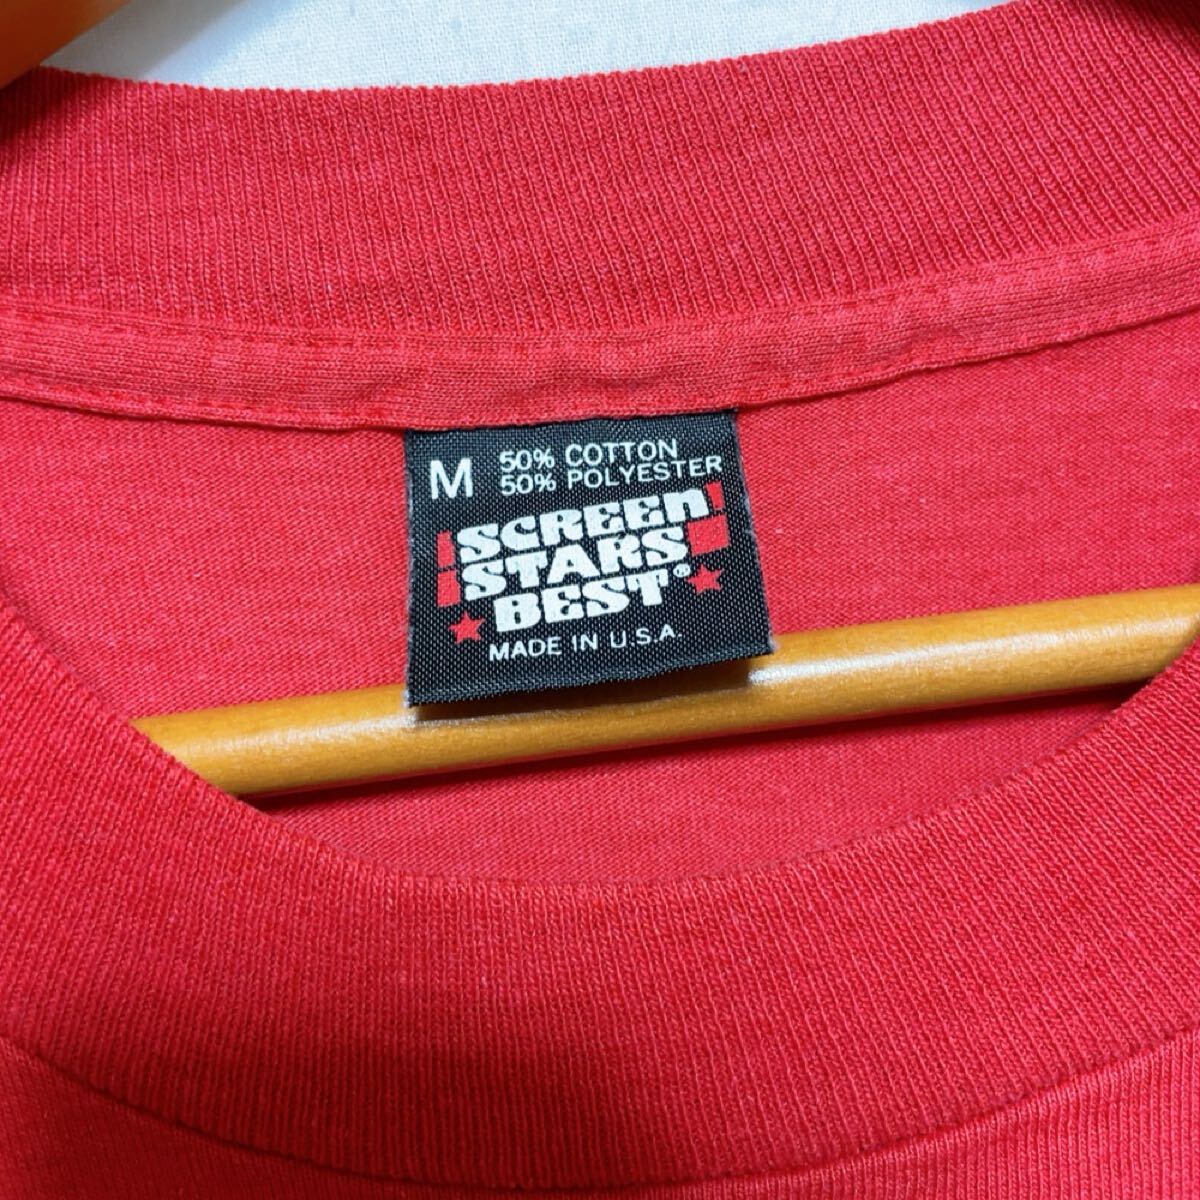 M 50% COTTON
50% POLYESTER
SCREEN
STARS
BEST®
MADE IN U.S.A.